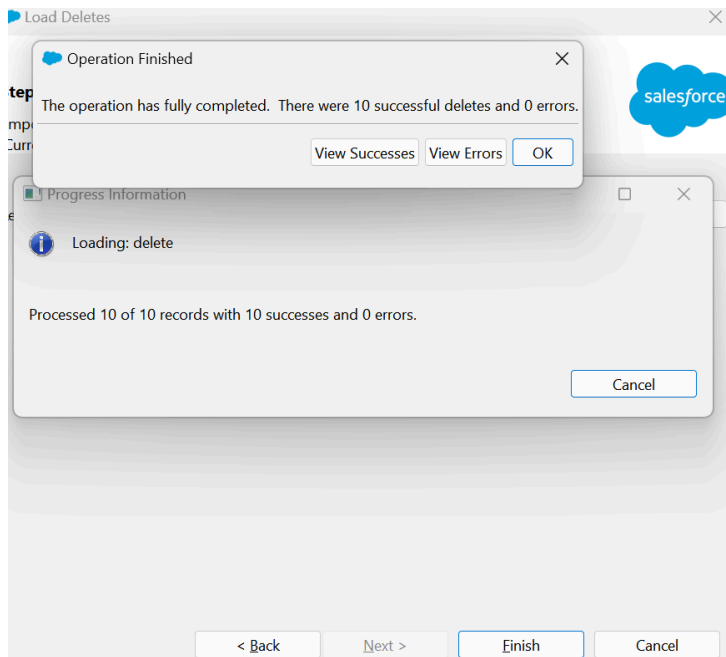 Load Deletes
Operation Finished
The operation has fully completed.  There were 10 successful deletes and 0 errors.
View Successes
View Errors
OK
salesforce
Progress Information
Loading: delete
Processed 10 of 10 records with 10 successes and 0 errors.
Cancel
< Back
Next >
Finish
Cancel